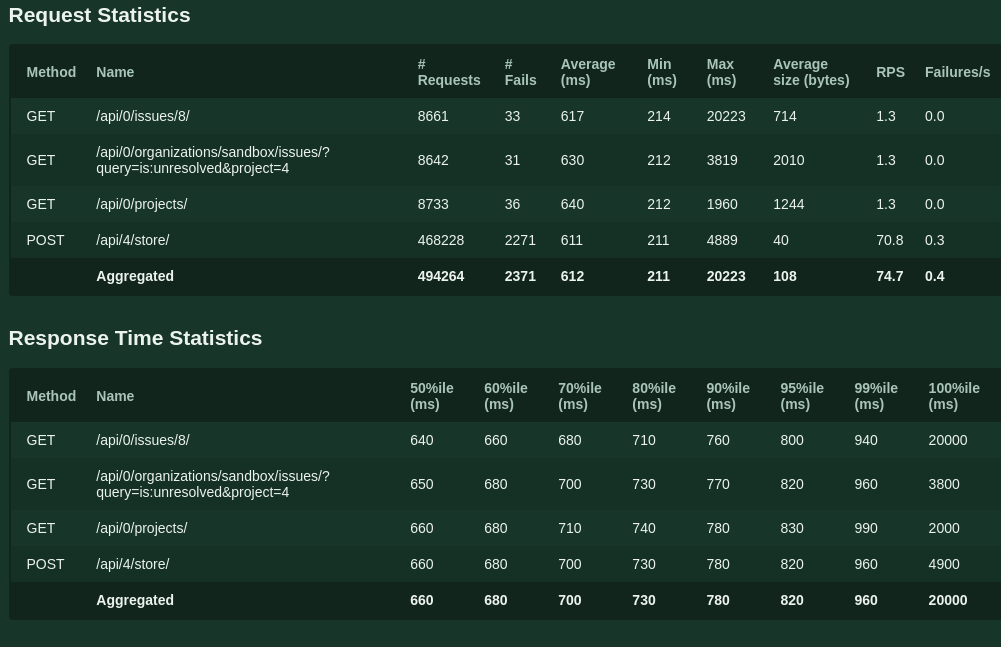 Request Statistics
Method Name # Requests # Fails Average (ms) Min (ms) Max (ms) Average size (bytes) RPS Failures/s
GET /api/0/issues/8/ 8661 33 617 214 20223 714 1.3 0.0
GET /api/0/organizations/sandbox/issues/?query=is:unresolved&project=4 8642 31 630 212 3819 2010 1.3 0.0
GET /api/0/projects/ 8733 36 640 212 1960 1244 1.3 0.0
POST /api/4/store/ 468228 2271 611 211 4889 40 70.8 0.3
Aggregated 494264 2371 612 211 20223 108 74.7 0.4
Response Time Statistics
Method Name 50%ile (ms) 60%ile (ms) 70%ile (ms) 80%ile (ms) 90%ile (ms) 95%ile (ms) 99%ile (ms) 100%ile (ms)
GET /api/0/issues/8/ 640 660 680 710 760 800 940 20000
GET /api/0/organizations/sandbox/issues/?query=is:unresolved&project=4 650 680 700 730 770 820 960 3800
GET /api/0/projects/ 660 680 710 740 780 830 990 2000
POST /api/4/store/ 660 680 700 730 780 820 960 4900
Aggregated 660 680 700 730 780 820 960 20000